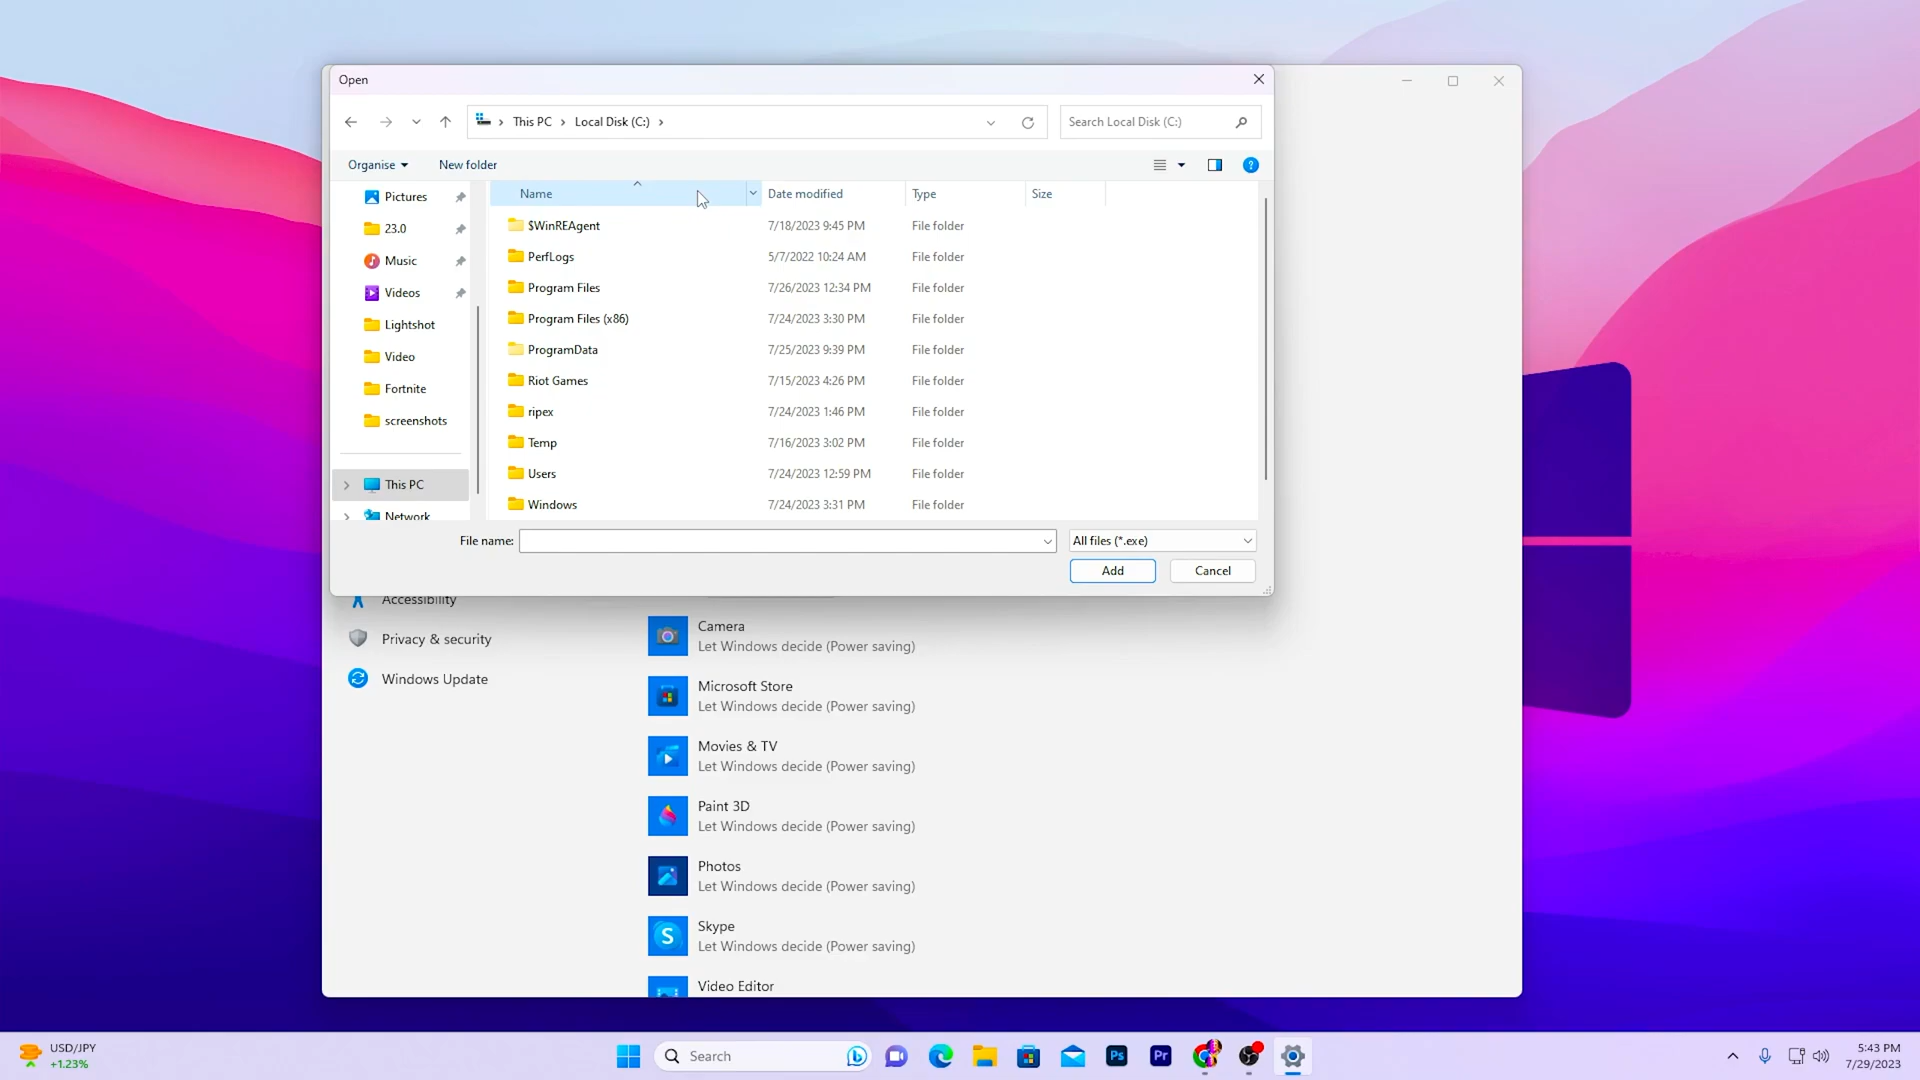 Open
This PC
Local Disk (C:)
Search Local Disk (C:)
Organise
New folder
?
Name
Date modified
Type
Size
Pictures
23.0
Music
Videos
Lightshot
Video
Fortnite
screenshots
This PC
Network
$WinREAgent 7/18/2023 9:45 PM File folder
PerfLogs 5/7/2022 10:24 AM File folder
Program Files 7/26/2023 12:34 PM File folder
Program Files (x86) 7/24/2023 3:30 PM File folder
ProgramData 7/25/2023 9:39 PM File folder
Riot Games 7/15/2023 4:26 PM File folder
ripex 7/24/2023 1:46 PM File folder
Temp 7/16/2023 3:02 PM File folder
Users 7/24/2023 12:59 PM File folder
Windows 7/24/2023 3:31 PM File folder
File name:
All files (*.exe)
Add
Cancel
Accessibility
Privacy & security
Windows Update
Camera
Let Windows decide (Power saving)
Microsoft Store
Let Windows decide (Power saving)
Movies & TV
Let Windows decide (Power saving)
Paint 3D
Let Windows decide (Power saving)
Photos
Let Windows decide (Power saving)
S
Skype
Let Windows decide (Power saving)
Video Editor
USD/JPY
+1.23%
Search
Ps
Pr
5:43 PM
7/29/2023